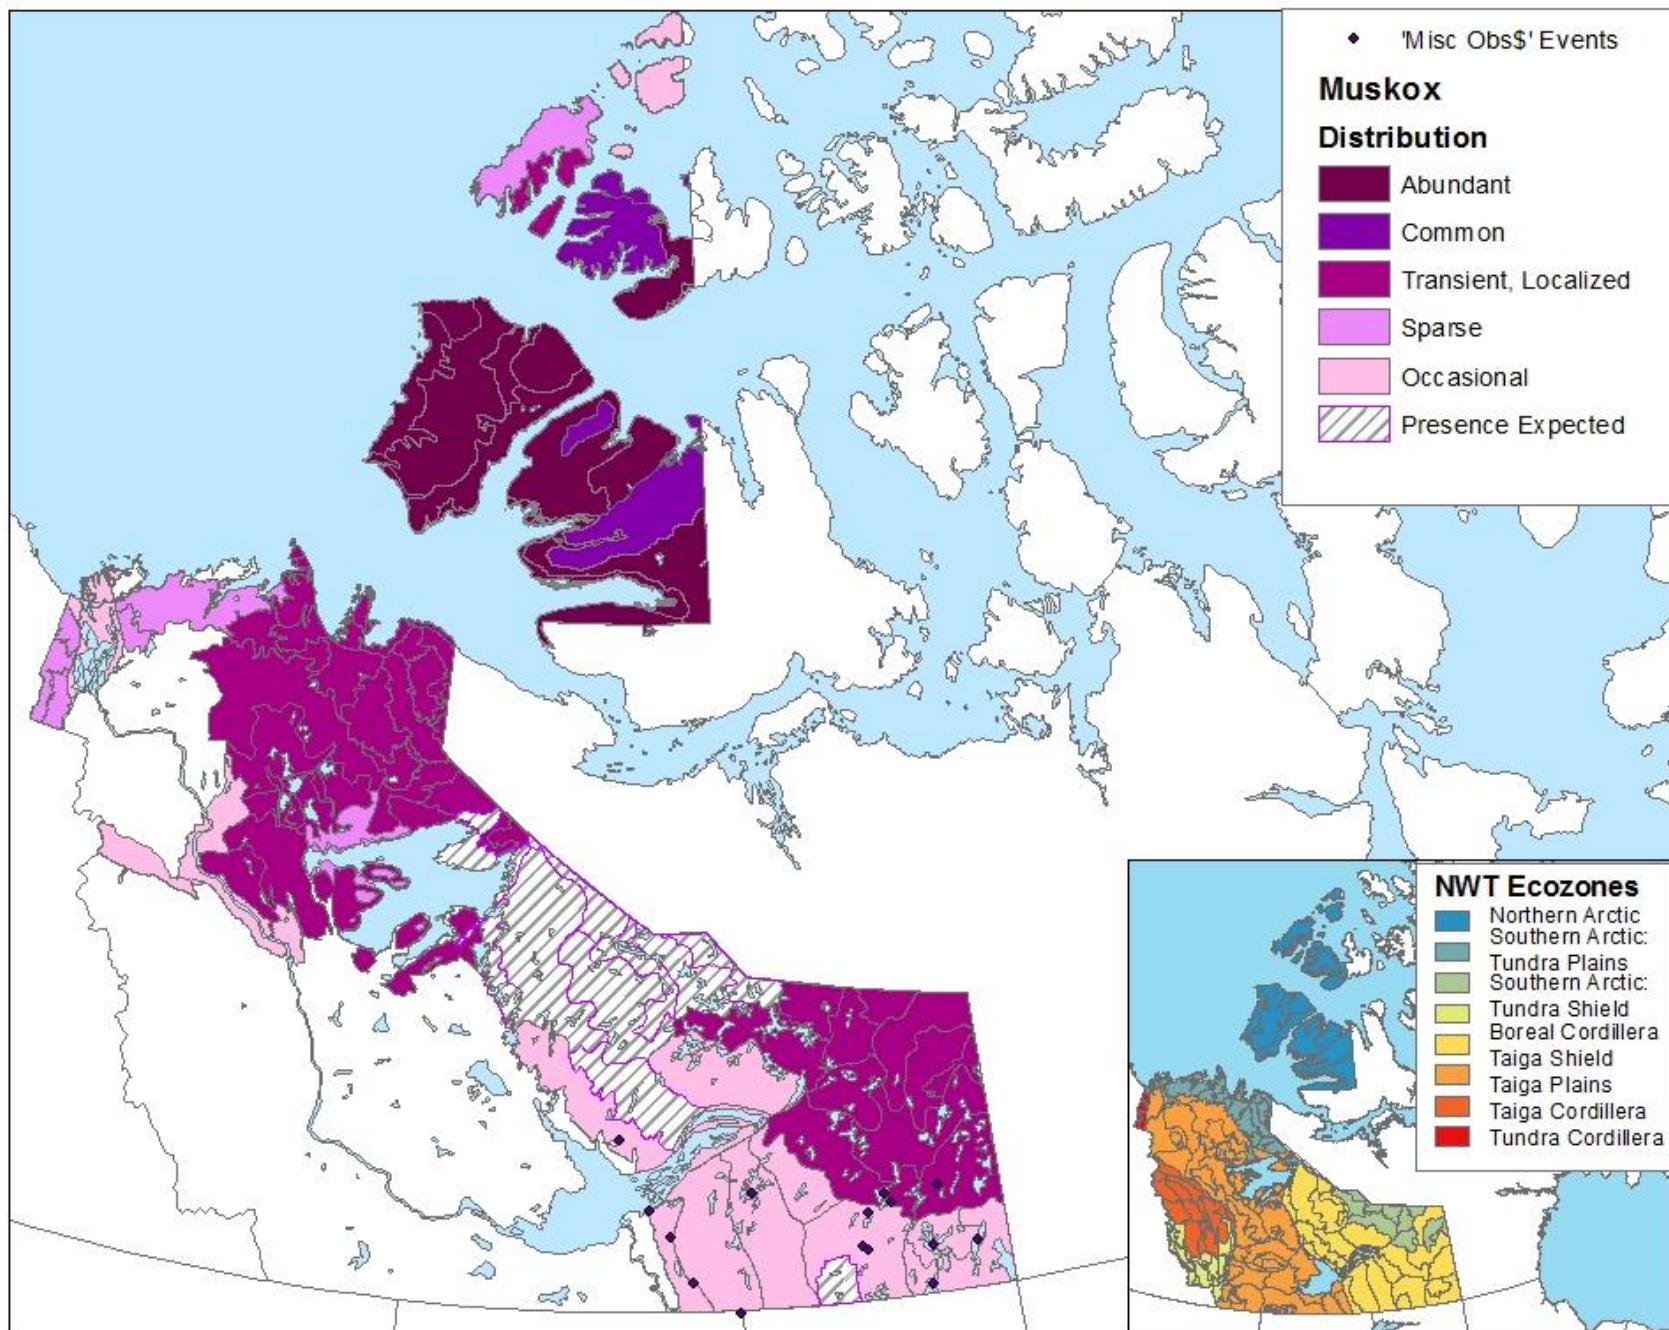 'Misc Obs$' Events
Muskox
Distribution
Abundant
Common
Transient, Localized
Sparse
Occasional
Presence Expected
NWT Ecozones
Northern Arctic
Southern Arctic:
Tundra Plains
Southern Arctic:
Tundra Shield
Boreal Cordillera
Taiga Shield
Taiga Plains
Taiga Cordillera
Tundra Cordillera